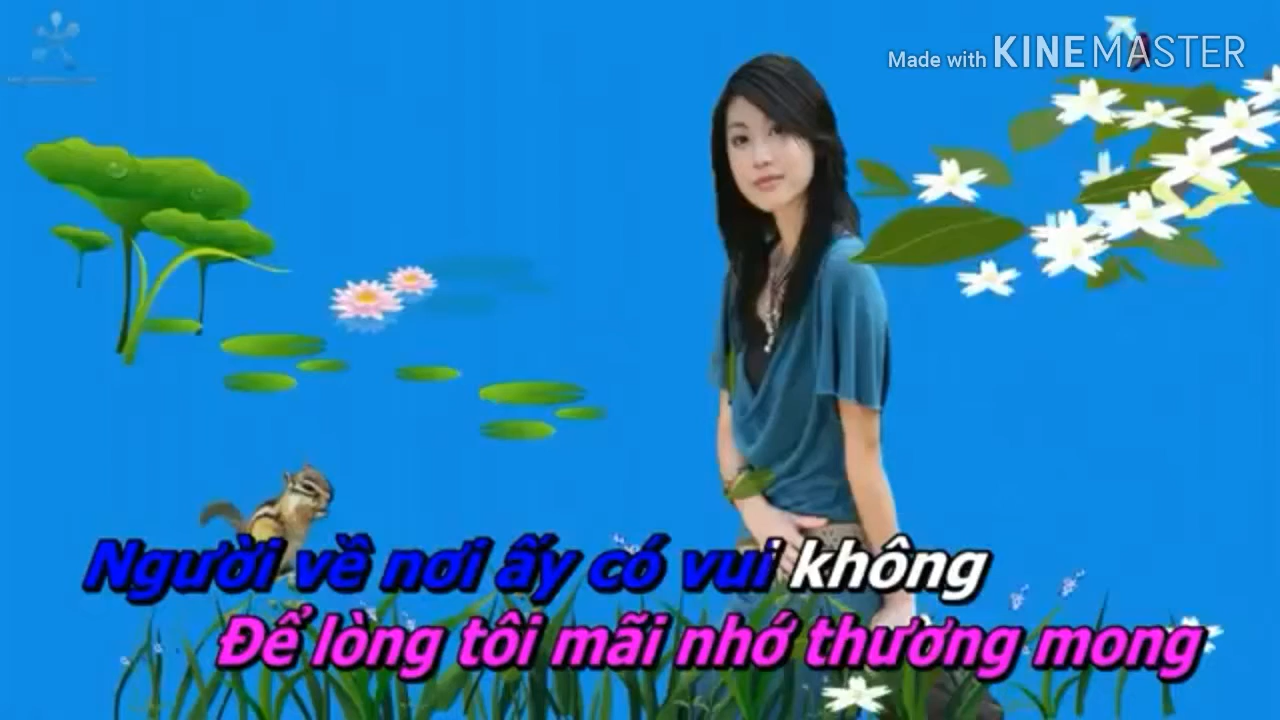 Made with KINEMASTER
Người về nơi ấy có vui không
Để lòng tôi mãi nhớ thương mong